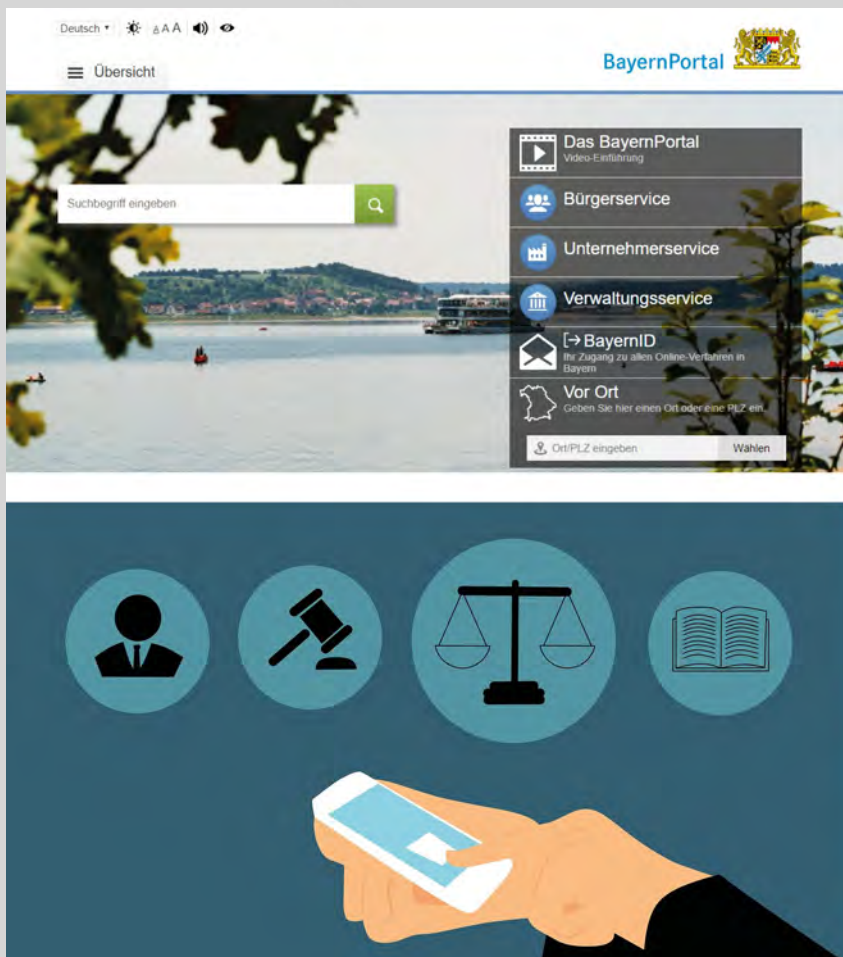 Deutsch
A A A
Übersicht
BayernPortal
Suchbegriff eingeben
Das BayernPortal
Video-Einführung
Bürgerservice
Unternehmerservice
Verwaltungsservice
BayernID
Ihr Zugang zu allen Online-Verfahren in
Bayern
Vor Ort
Geben Sie hier einen Ort oder eine PLZ ein.
Ort/PLZ eingeben
Wählen